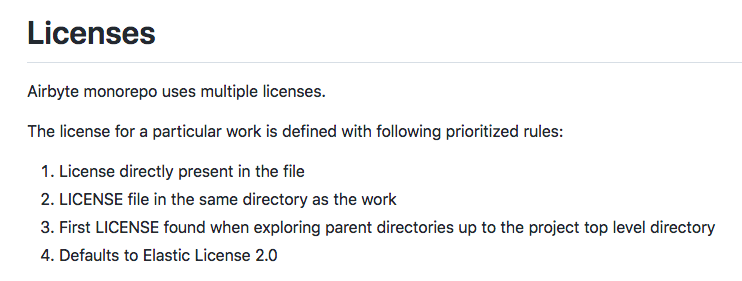 Licenses
Airbyte monorepo uses multiple licenses.
The license for a particular work is defined with following prioritized rules:
1. License directly present in the file
2. LICENSE file in the same directory as the work
3. First LICENSE found when exploring parent directories up to the project top level directory
4. Defaults to Elastic License 2.0